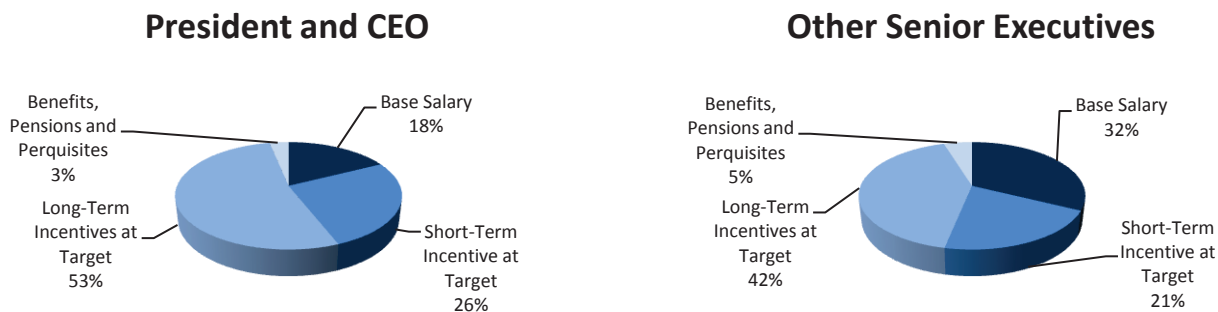 President and CEO
Benefits,
Pensions and
Perquisites
3%
Base Salary
18%
Long-Term
Incentives at
Target
53%
Short-Term
Incentive at
Target
26%
Other Senior Executives
Benefits,
Pensions and
Perquisites
5%
Base Salary
32%
Long-Term
Incentives at
Target
42%
Short-Term
Incentive at
Target
21%